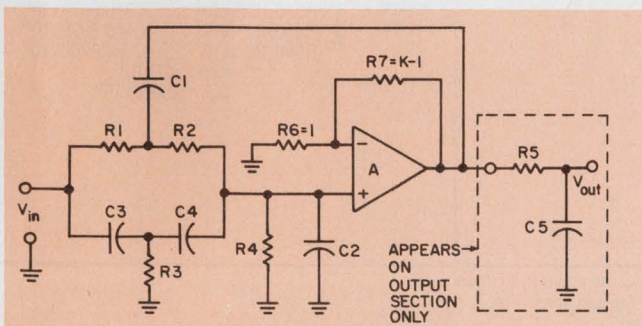 C1
R7=K-1
R1
R2
R6=1
−
A
+
R5
Vin
Vout
C3
C4
R3
R4
C2
C5
APPEARS
ON
OUTPUT
SECTION
ONLY